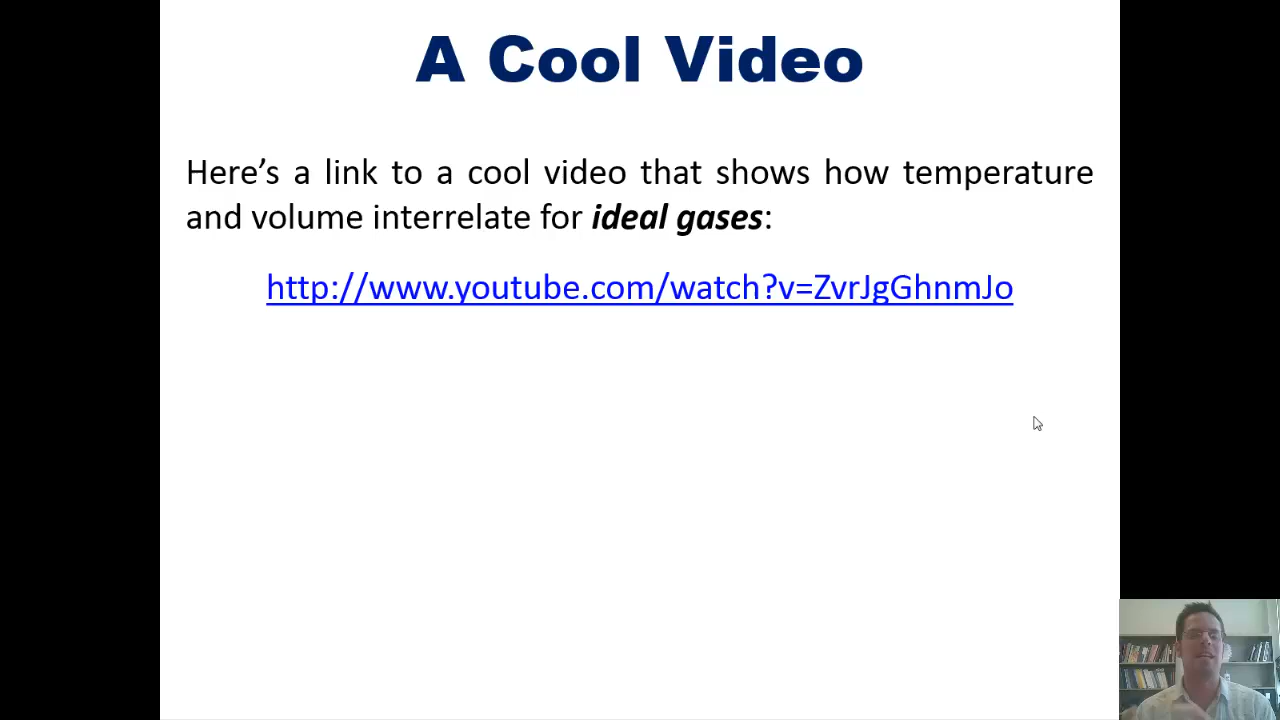 A Cool Video
Here’s a link to a cool video that shows how temperature
and volume interrelate for ideal gases:
http://www.youtube.com/watch?v=ZvrJgGhnmJo